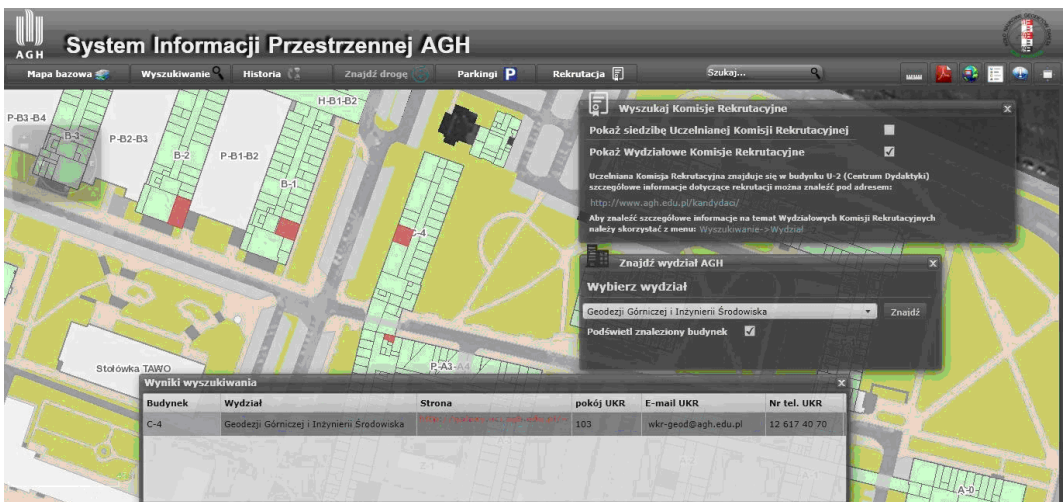 AGH
System Informacji Przestrzennej AGH
Mapa bazowa Wyszukiwanie Historia Znajdź drogę Parkingi P Rekrutacja Szukaj...
H-B1-B2
P-B3-B4
B-3
P-B2-B3
B-2
P-B1-B2
B-1
C-4
Wyszukaj Komisje Rekrutacyjne x
Pokaż siedzibę Uczelnianej Komisji Rekrutacyjnej
Pokaż Wydziałowe Komisje Rekrutacyjne
Uczelniana Komisja Rekrutacyjna znajduje się w budynku U-2 (Centrum Dydaktyki)
szczegółowe informacje dotyczące rekrutacji można znaleźć pod adresem:
http://www.agh.edu.pl/kandydaci/
Aby znaleźć szczegółowe informacje na temat Wydziałowych Komisji Rekrutacyjnych
należy skorzystać z menu: Wyszukiwanie->Wydział
Znajdź wydział AGH x
Wybierz wydział
Geodezji Górniczej i Inżynierii Środowiska Znajdź
Podświetl znaleziony budynek
Stołówka TAWO
P-A3-A4
Wyniki wyszukiwania x
Budynek Wydział Strona pokój UKR E-mail UKR Nr tel. UKR
C-4 Geodezji Górniczej i Inżynierii Środowiska 103 wkr-geod@agh.edu.pl 12 617 40 70
A-0